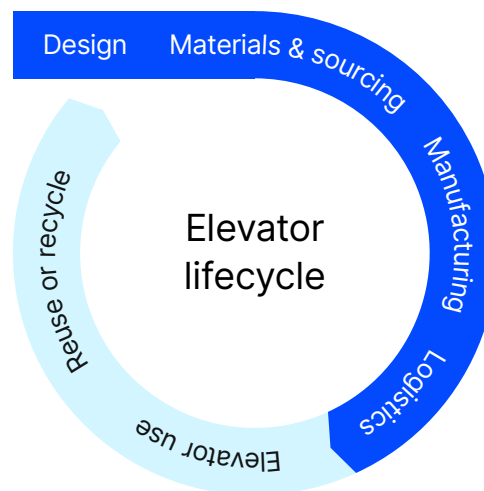 Design
Materials & sourcing
Manufacturing
Logistics
Elevator use
Reuse or recycle
Elevator
lifecycle